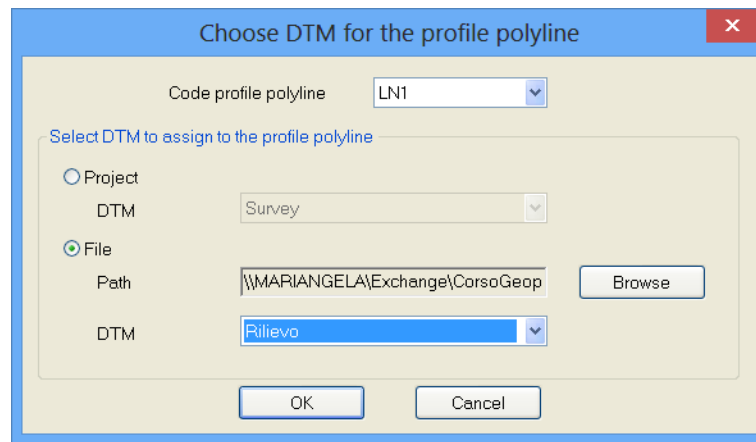 Choose DTM for the profile polyline
Code profile polyline LN1
Select DTM to assign to the profile polyline
Project
DTM Survey
File
Path \\MARIANGELA\Exchange\CorsoGeop Browse
DTM Rilievo
OK Cancel